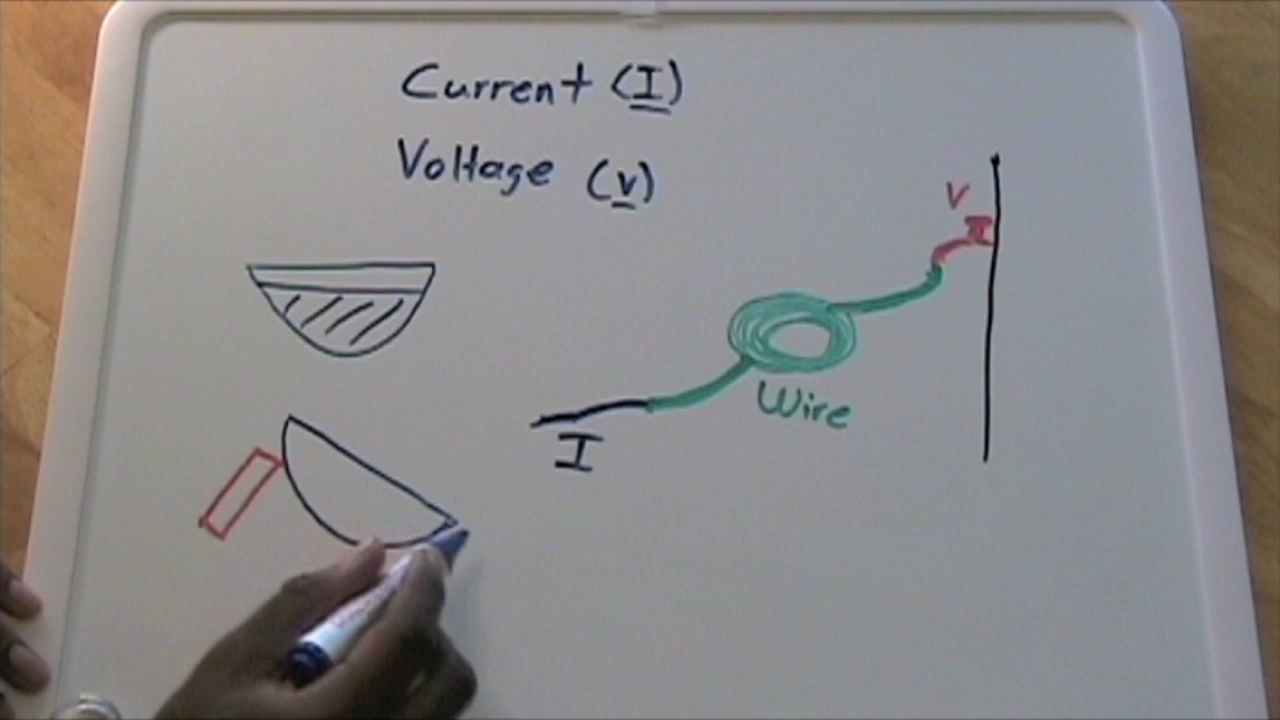 Current (I)
Voltage (v)
V
Wire
I